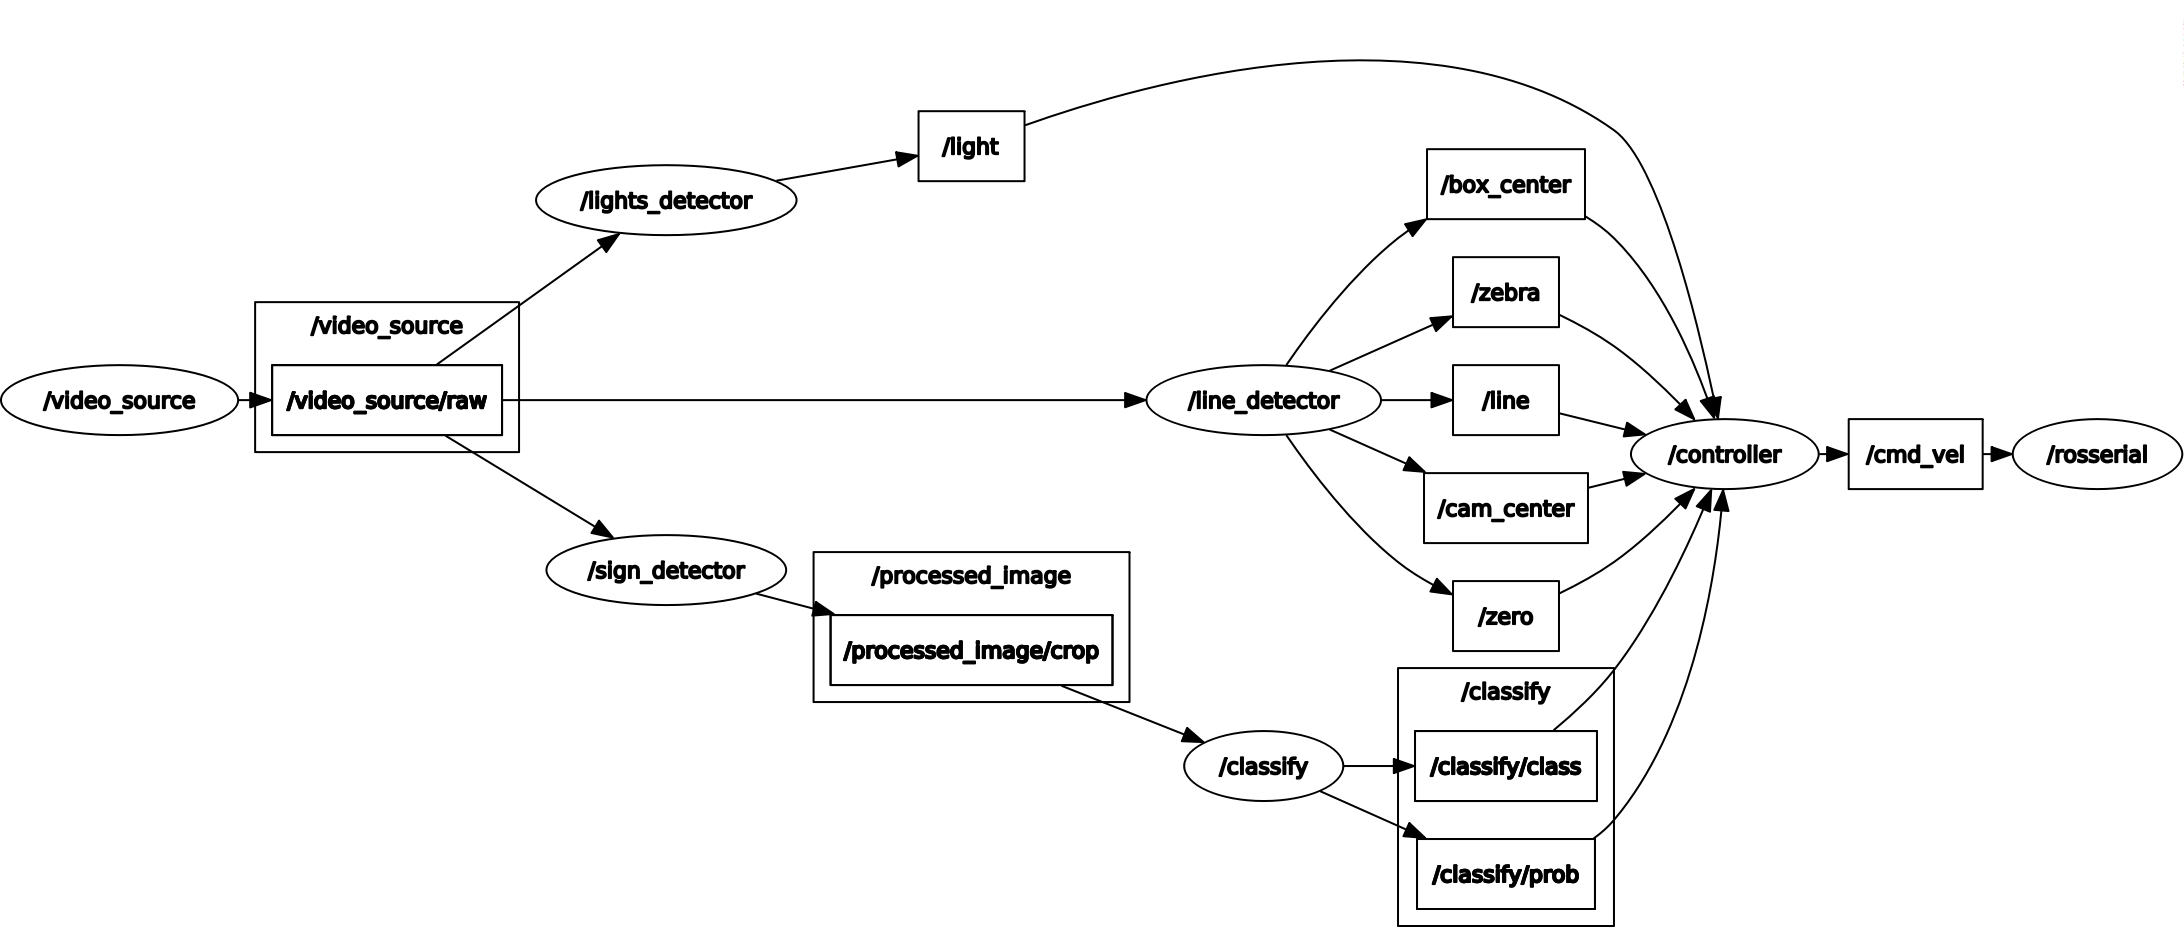 /light
/box_center
/lights_detector
/zebra
/video_source
/video_source
/video_source/raw
/line_detector
/line
/controller
/cmd_vel
/rosserial
/cam_center
/sign_detector
/processed_image
/zero
/processed_image/crop
/classify
/classify
/classify/class
/classify/prob